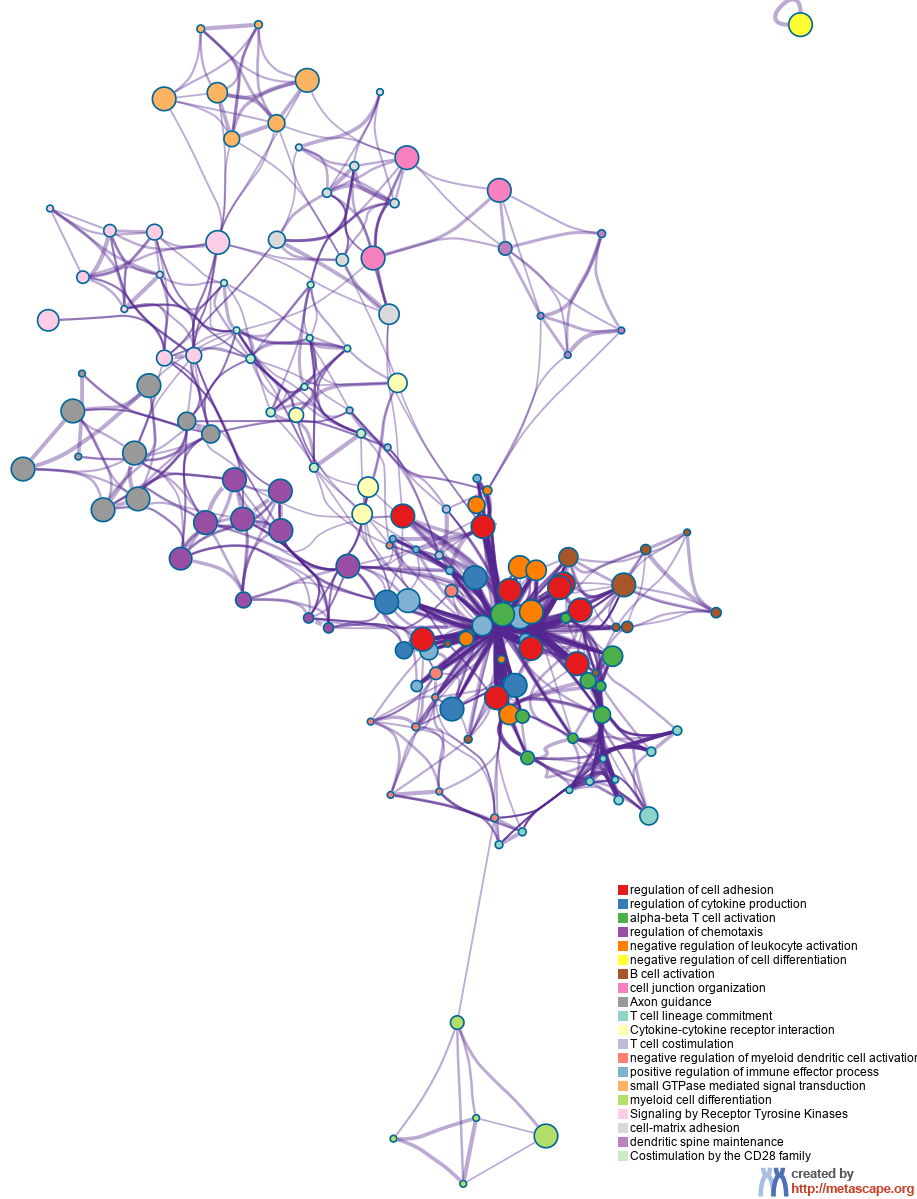 regulation of cell adhesion
regulation of cytokine production
alpha-beta T cell activation
regulation of chemotaxis
negative regulation of leukocyte activation
negative regulation of cell differentiation
B cell activation
cell junction organization
Axon guidance
T cell lineage commitment
Cytokine-cytokine receptor interaction
T cell costimulation
negative regulation of myeloid dendritic cell activation
positive regulation of immune effector process
small GTPase mediated signal transduction
myeloid cell differentiation
Signaling by Receptor Tyrosine Kinases
cell-matrix adhesion
dendritic spine maintenance
Costimulation by the CD28 family
created by
http://metascape.org